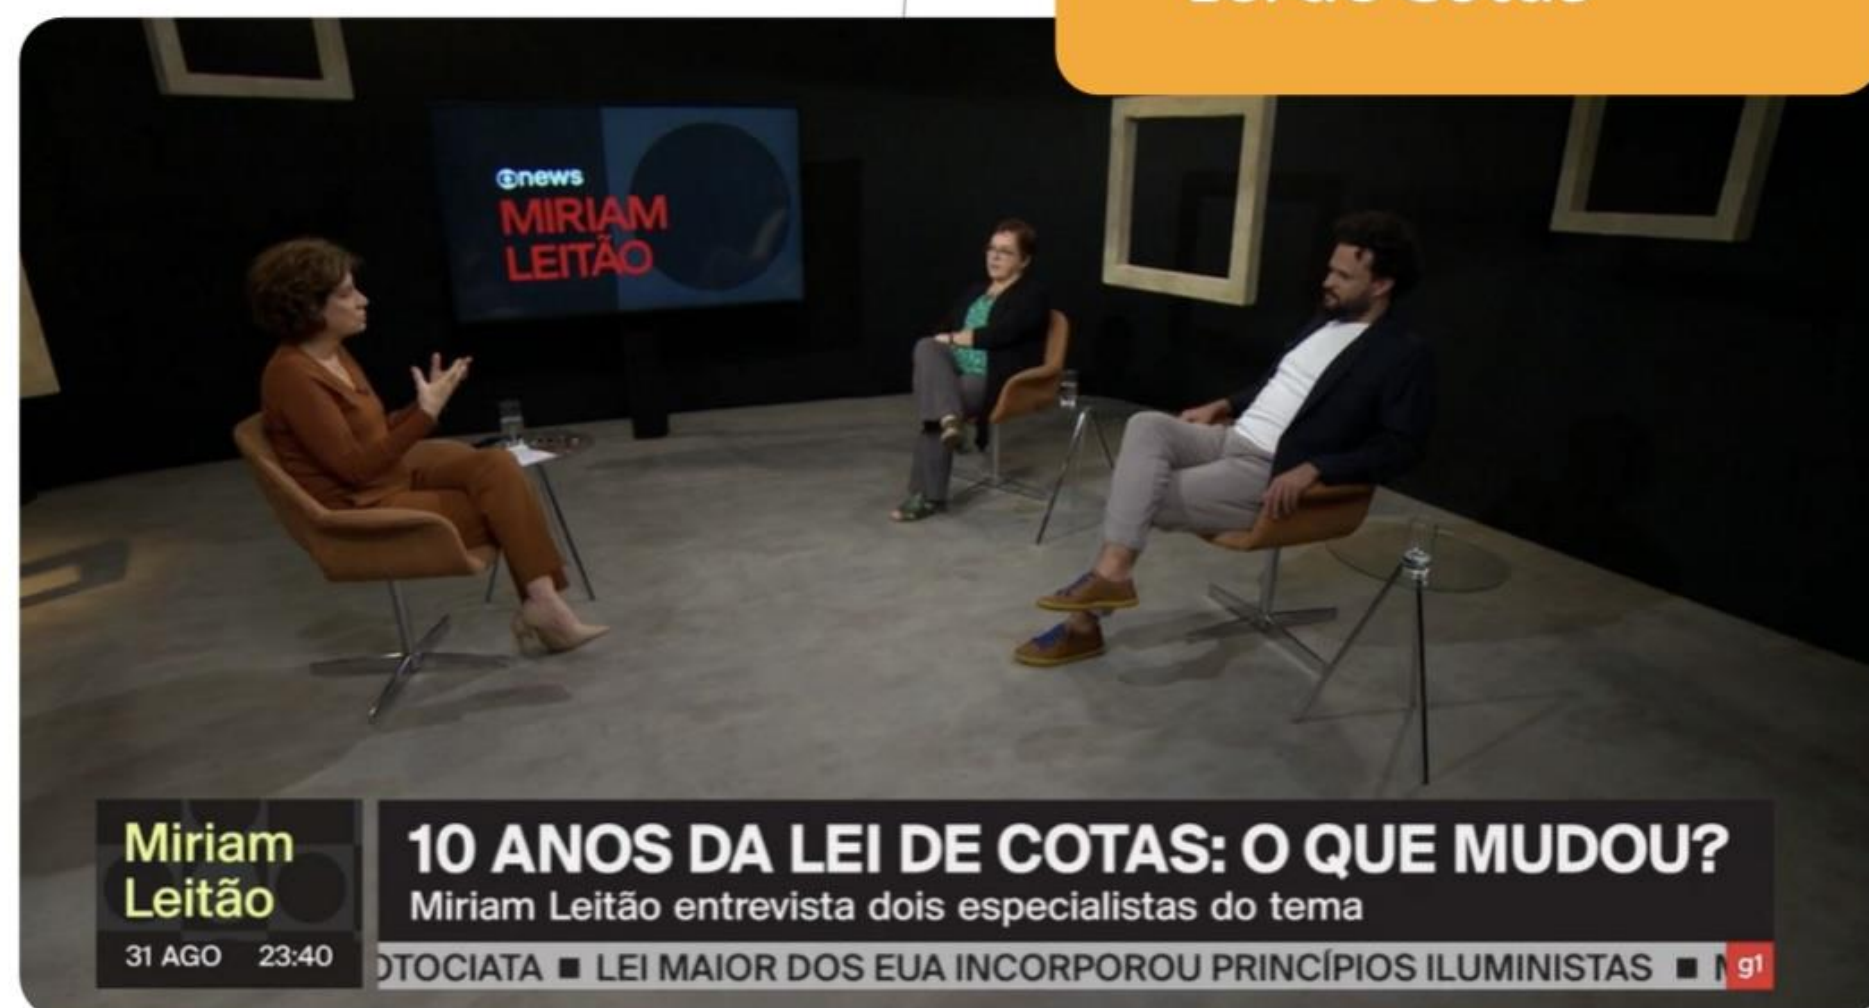 news
MIRIAM
LEITÃO
Miriam
Leitão
31 AGO 23:40
10 ANOS DA LEI DE COTAS: O QUE MUDOU?
Miriam Leitão entrevista dois especialistas do tema
■ LEI MAIOR DOS EUA INCORPOROU PRINCÍPIOS ILUMINISTAS ■
g1